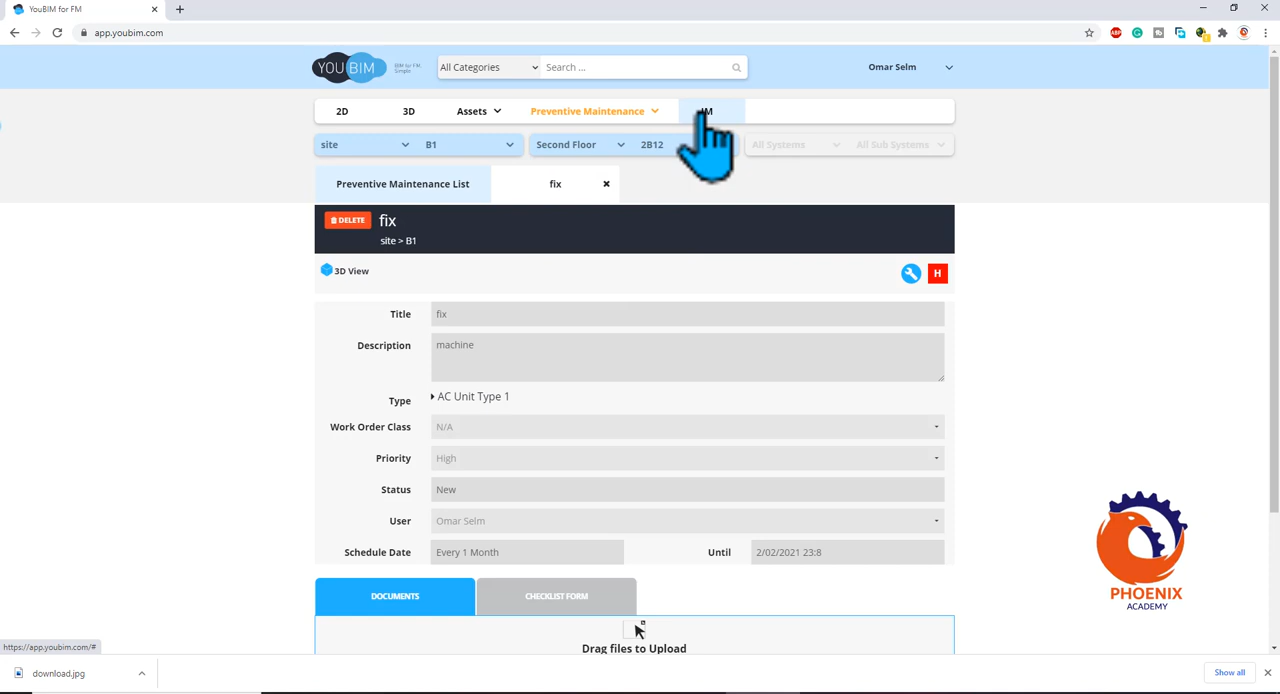 YouBIM for FM
app.youbim.com
YOU BIM
BIM for FM.
Simple
All Categories
Search ...
Omar Selm
2D
3D
Assets
Preventive Maintenance
site
B1
Second Floor
2B12
All Systems
All Sub Systems
Preventive Maintenance List
fix
DELETE
fix
site > B1
3D View
H
Title
fix
Description
machine
Type
AC Unit Type 1
Work Order Class
N/A
Priority
High
Status
New
User
Omar Selm
Schedule Date
Every 1 Month
Until
2/02/2021 23:8
DOCUMENTS
CHECKLIST FORM
Drag files to Upload
PHOENIX
ACADEMY
https://app.youbim.com/#
download.jpg
Show all